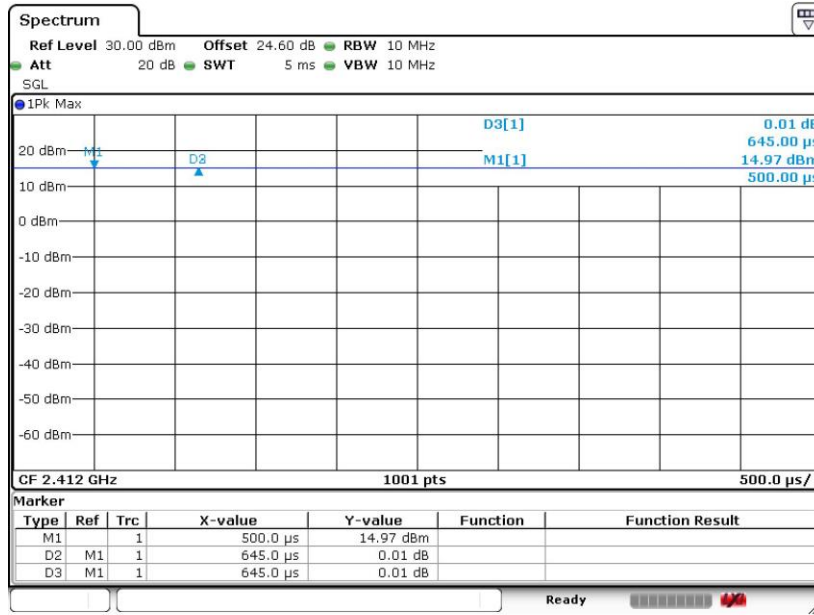 Spectrum
Ref Level 30.00 dBm Offset 24.60 dB RBW 10 MHz
Att 20 dB SWT 5 ms VBW 10 MHz
SGL
1Pk Max
D3[1] 0.01 dB
645.00 µs
M1[1] 14.97 dBm
500.00 µs
20 dBm
M1
10 dBm
0 dBm
-10 dBm
-20 dBm
-30 dBm
-40 dBm
-50 dBm
-60 dBm
CF 2.412 GHz 1001 pts 500.0 µs/
Marker
Type Ref Trc X-value Y-value Function Function Result
M1 1 500.0 µs 14.97 dBm
D2 M1 1 645.0 µs 0.01 dB
D3 M1 1 645.0 µs 0.01 dB
Ready